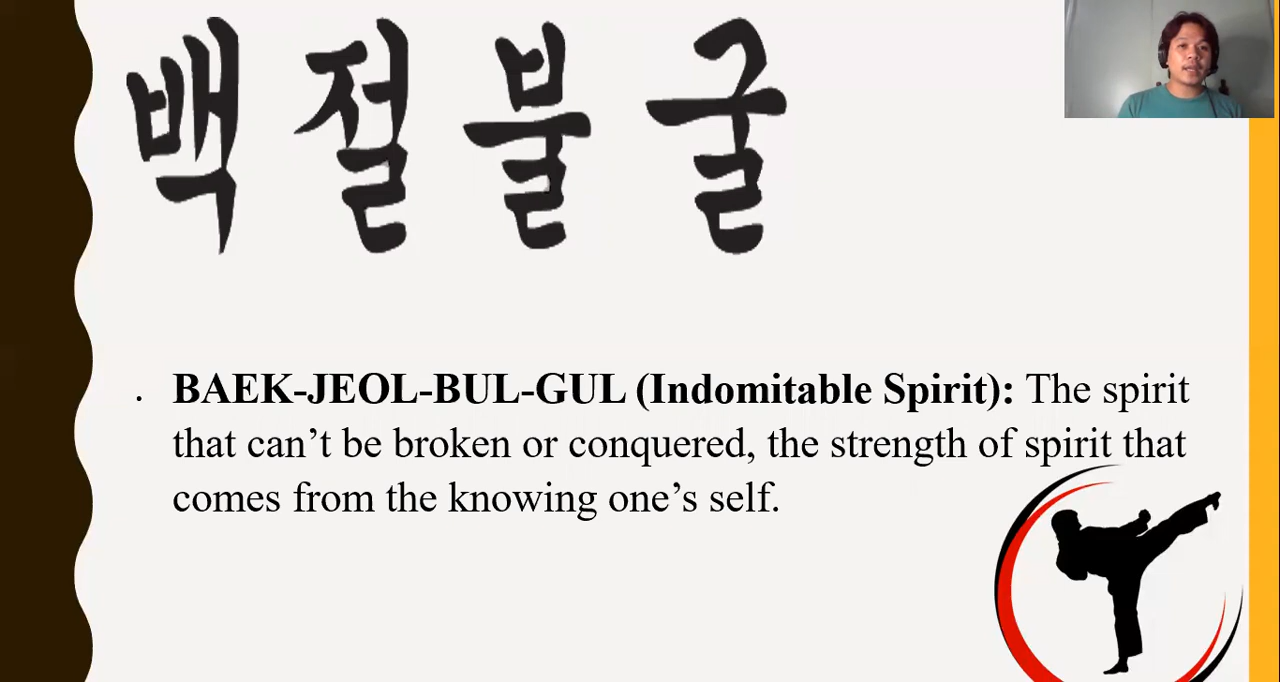 백절불굴
. BAEK-JEOL-BUL-GUL (Indomitable Spirit): The spirit
that can’t be broken or conquered, the strength of spirit that
comes from the knowing one’s self.